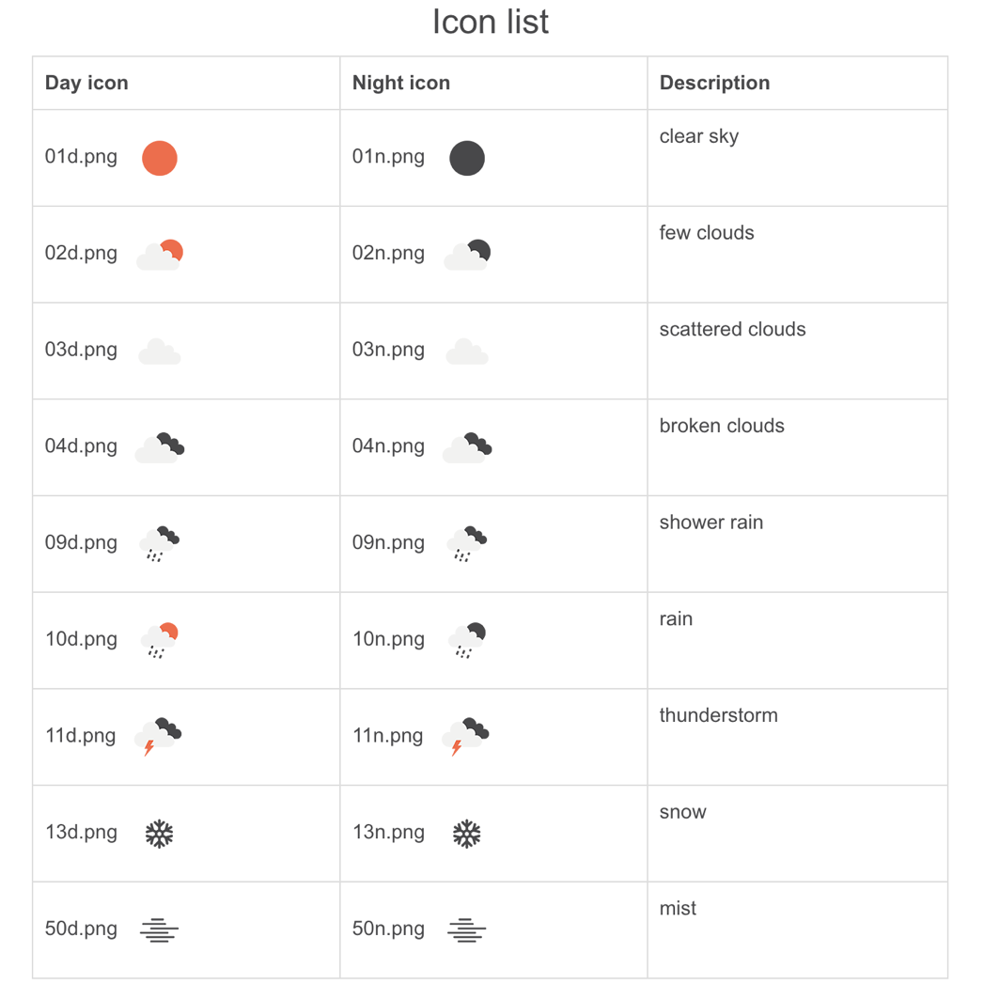 Icon list
Day icon Night icon Description
01d.png 01n.png clear sky
02d.png 02n.png few clouds
03d.png 03n.png scattered clouds
04d.png 04n.png broken clouds
09d.png 09n.png shower rain
10d.png 10n.png rain
11d.png 11n.png thunderstorm
13d.png 13n.png snow
50d.png 50n.png mist